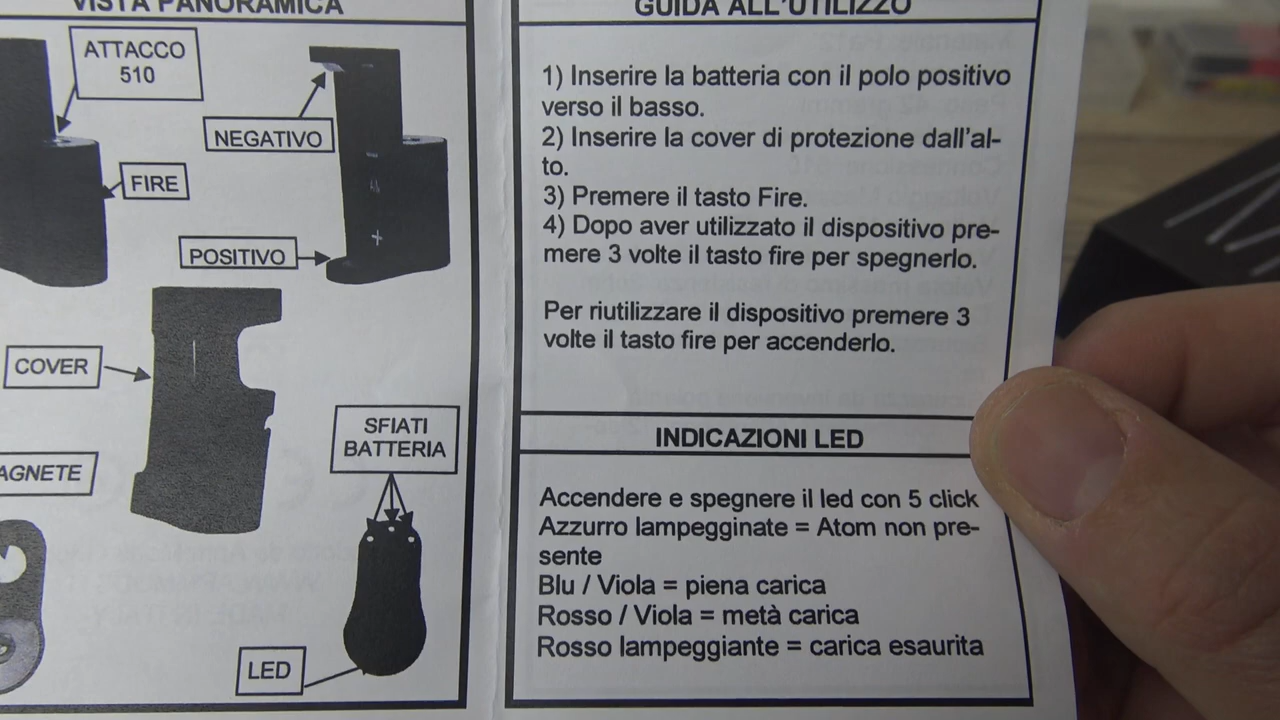 VISTA PANORAMICA
ATTACCO
510
NEGATIVO
FIRE
POSITIVO
COVER
SFIATI
BATTERIA
AGNETE
LED
GUIDA ALL'UTILIZZO
1) Inserire la batteria con il polo positivo
verso il basso.
2) Inserire la cover di protezione dall'al-
to.
3) Premere il tasto Fire.
4) Dopo aver utilizzato il dispositivo pre-
mere 3 volte il tasto fire per spegnerlo.
Per riutilizzare il dispositivo premere 3
volte il tasto fire per accenderlo.
INDICAZIONI LED
Accendere e spegnere il led con 5 click
Azzurro lampegginate = Atom non pre-
sente
Blu / Viola = piena carica
Rosso / Viola = metà carica
Rosso lampeggiante = carica esaurita